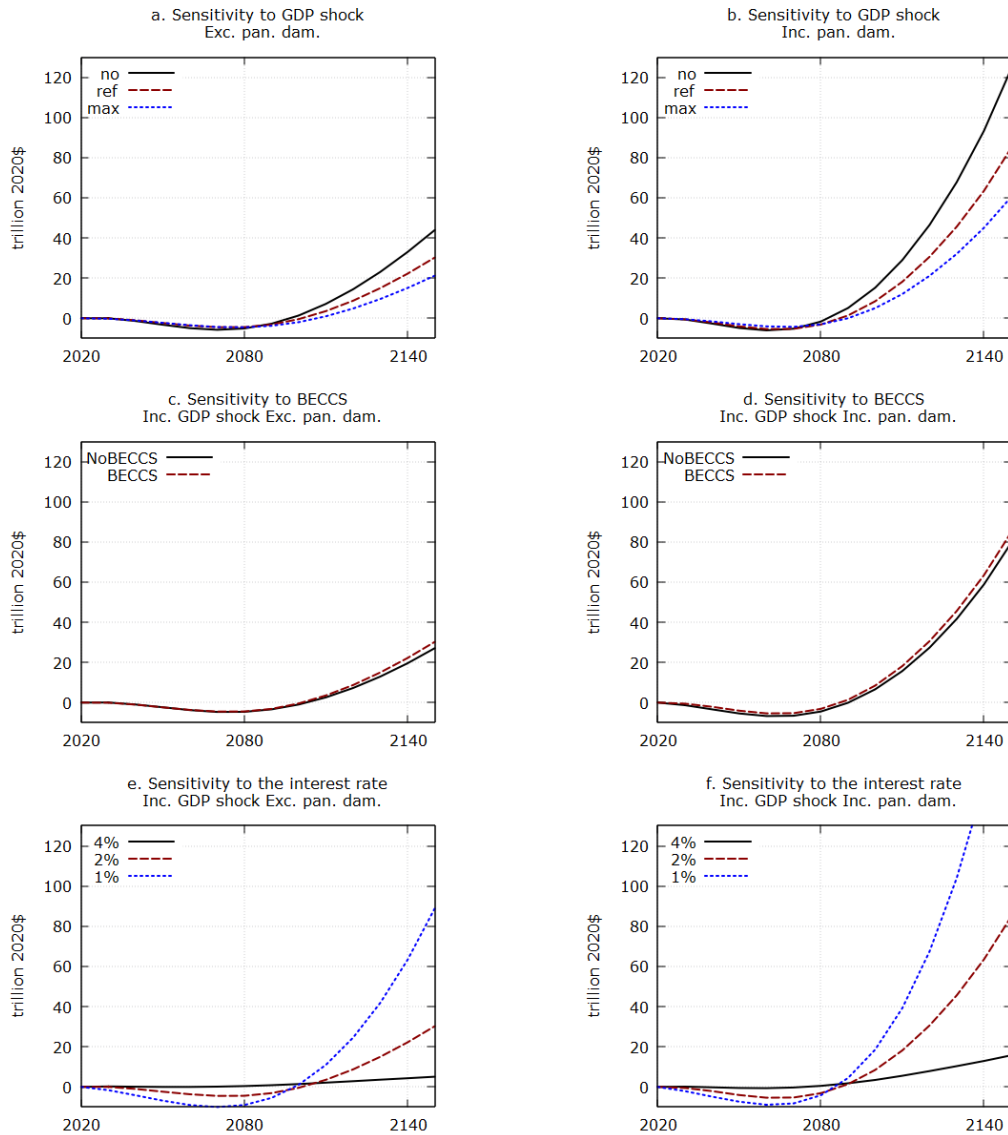 a. Sensitivity to GDP shock
Exc. pan. dam.
no
ref
max
120
100
80
60
40
20
0
trillion 2020$
2020
2080
2140
b. Sensitivity to GDP shock
Inc. pan. dam.
no
ref
max
120
100
80
60
40
20
0
trillion 2020$
2020
2080
2140
c. Sensitivity to BECCS
Inc. GDP shock Exc. pan. dam.
NoBECCS
BECCS
120
100
80
60
40
20
0
trillion 2020$
2020
2080
2140
d. Sensitivity to BECCS
Inc. GDP shock Inc. pan. dam.
NoBECCS
BECCS
120
100
80
60
40
20
0
trillion 2020$
2020
2080
2140
e. Sensitivity to the interest rate
Inc. GDP shock Exc. pan. dam.
4%
2%
1%
120
100
80
60
40
20
0
trillion 2020$
2020
2080
2140
f. Sensitivity to the interest rate
Inc. GDP shock Inc. pan. dam.
4%
2%
1%
120
100
80
60
40
20
0
trillion 2020$
2020
2080
2140